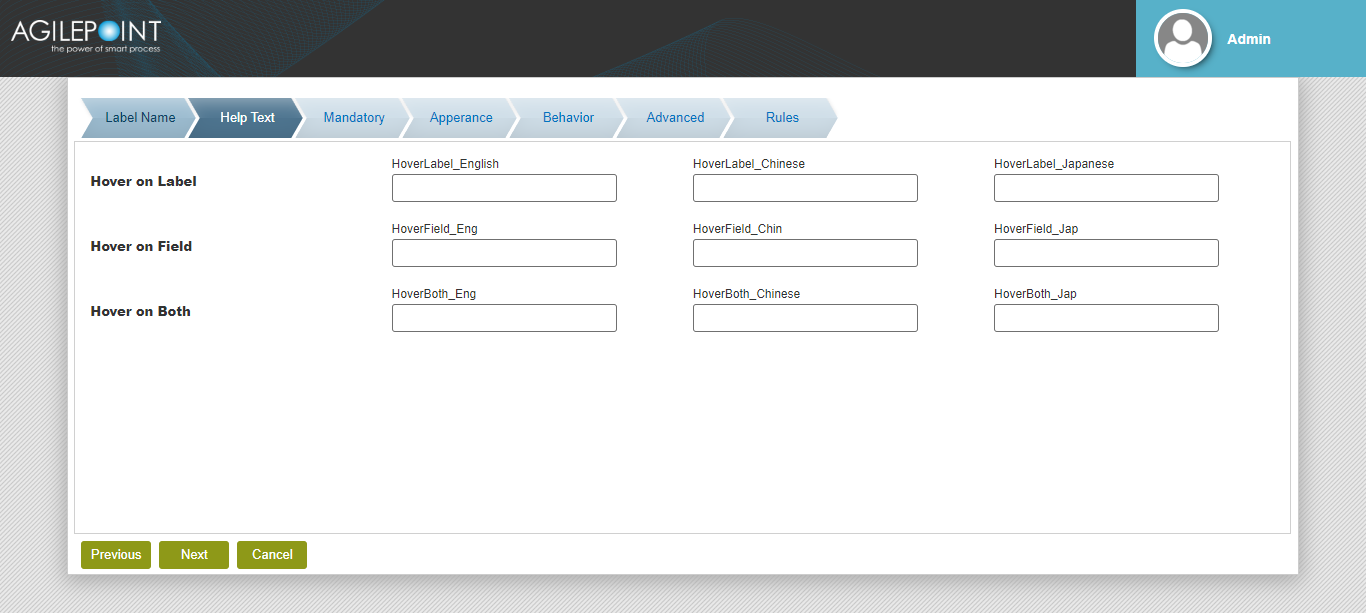 AGILEPOINT
the power of smart process
Admin
Label Name Help Text Mandatory Apperance Behavior Advanced Rules
HoverLabel_English HoverLabel_Chinese HoverLabel_Japanese
Hover on Label
HoverField_Eng HoverField_Chin HoverField_Jap
Hover on Field
HoverBoth_Eng HoverBoth_Chinese HoverBoth_Jap
Hover on Both
Previous Next Cancel